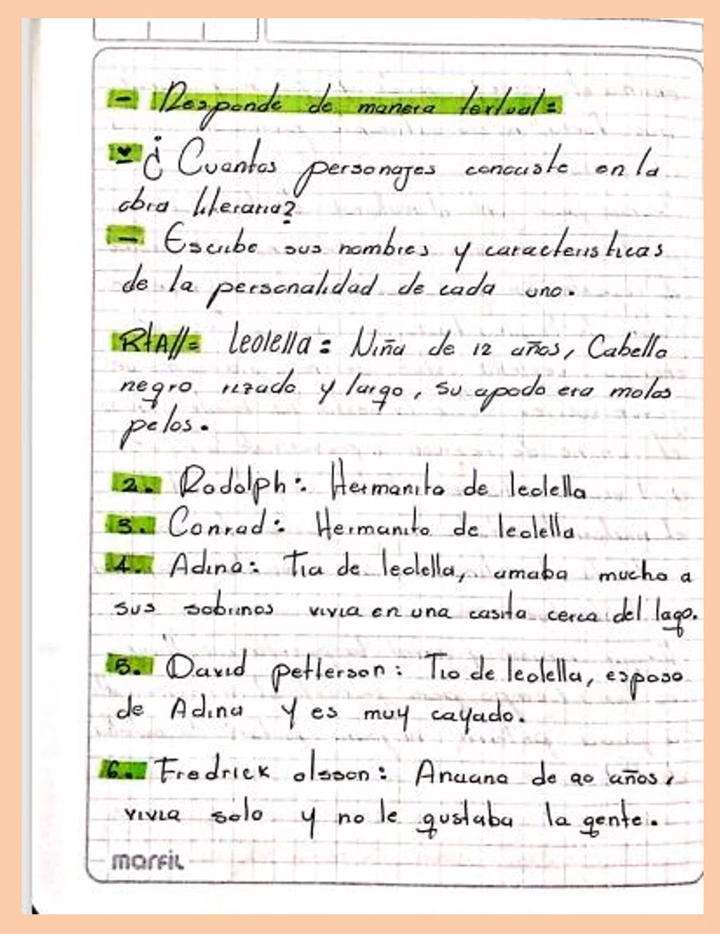 - Responde de manera textual:
* ¿Cuantos personajes conociste en la
obra literaria?
- Escribe sus nombres y caracteristicas
de la personalidad de cada uno.
RtA//= leolella: Niña de 12 años, Cabello
negro rizado y largo, su apodo era molos
pelos.
2. Rodolph: Hermanito de leolella
3. Conrad: Hermanito de leolella
4. Adina: Tia de leolella, amaba mucho a
sus sobrinos vivia en una casita cerca del lago.
5. David petterson: Tio de leolella, esposo
de Adina y es muy cayado.
6. Fredrick olsson: Anciano de 90 años,
vivia solo y no le gustaba la gente.
marfil